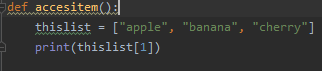 def accesitem():
    thislist = ["apple", "banana", "cherry"]
    print(thislist[1])